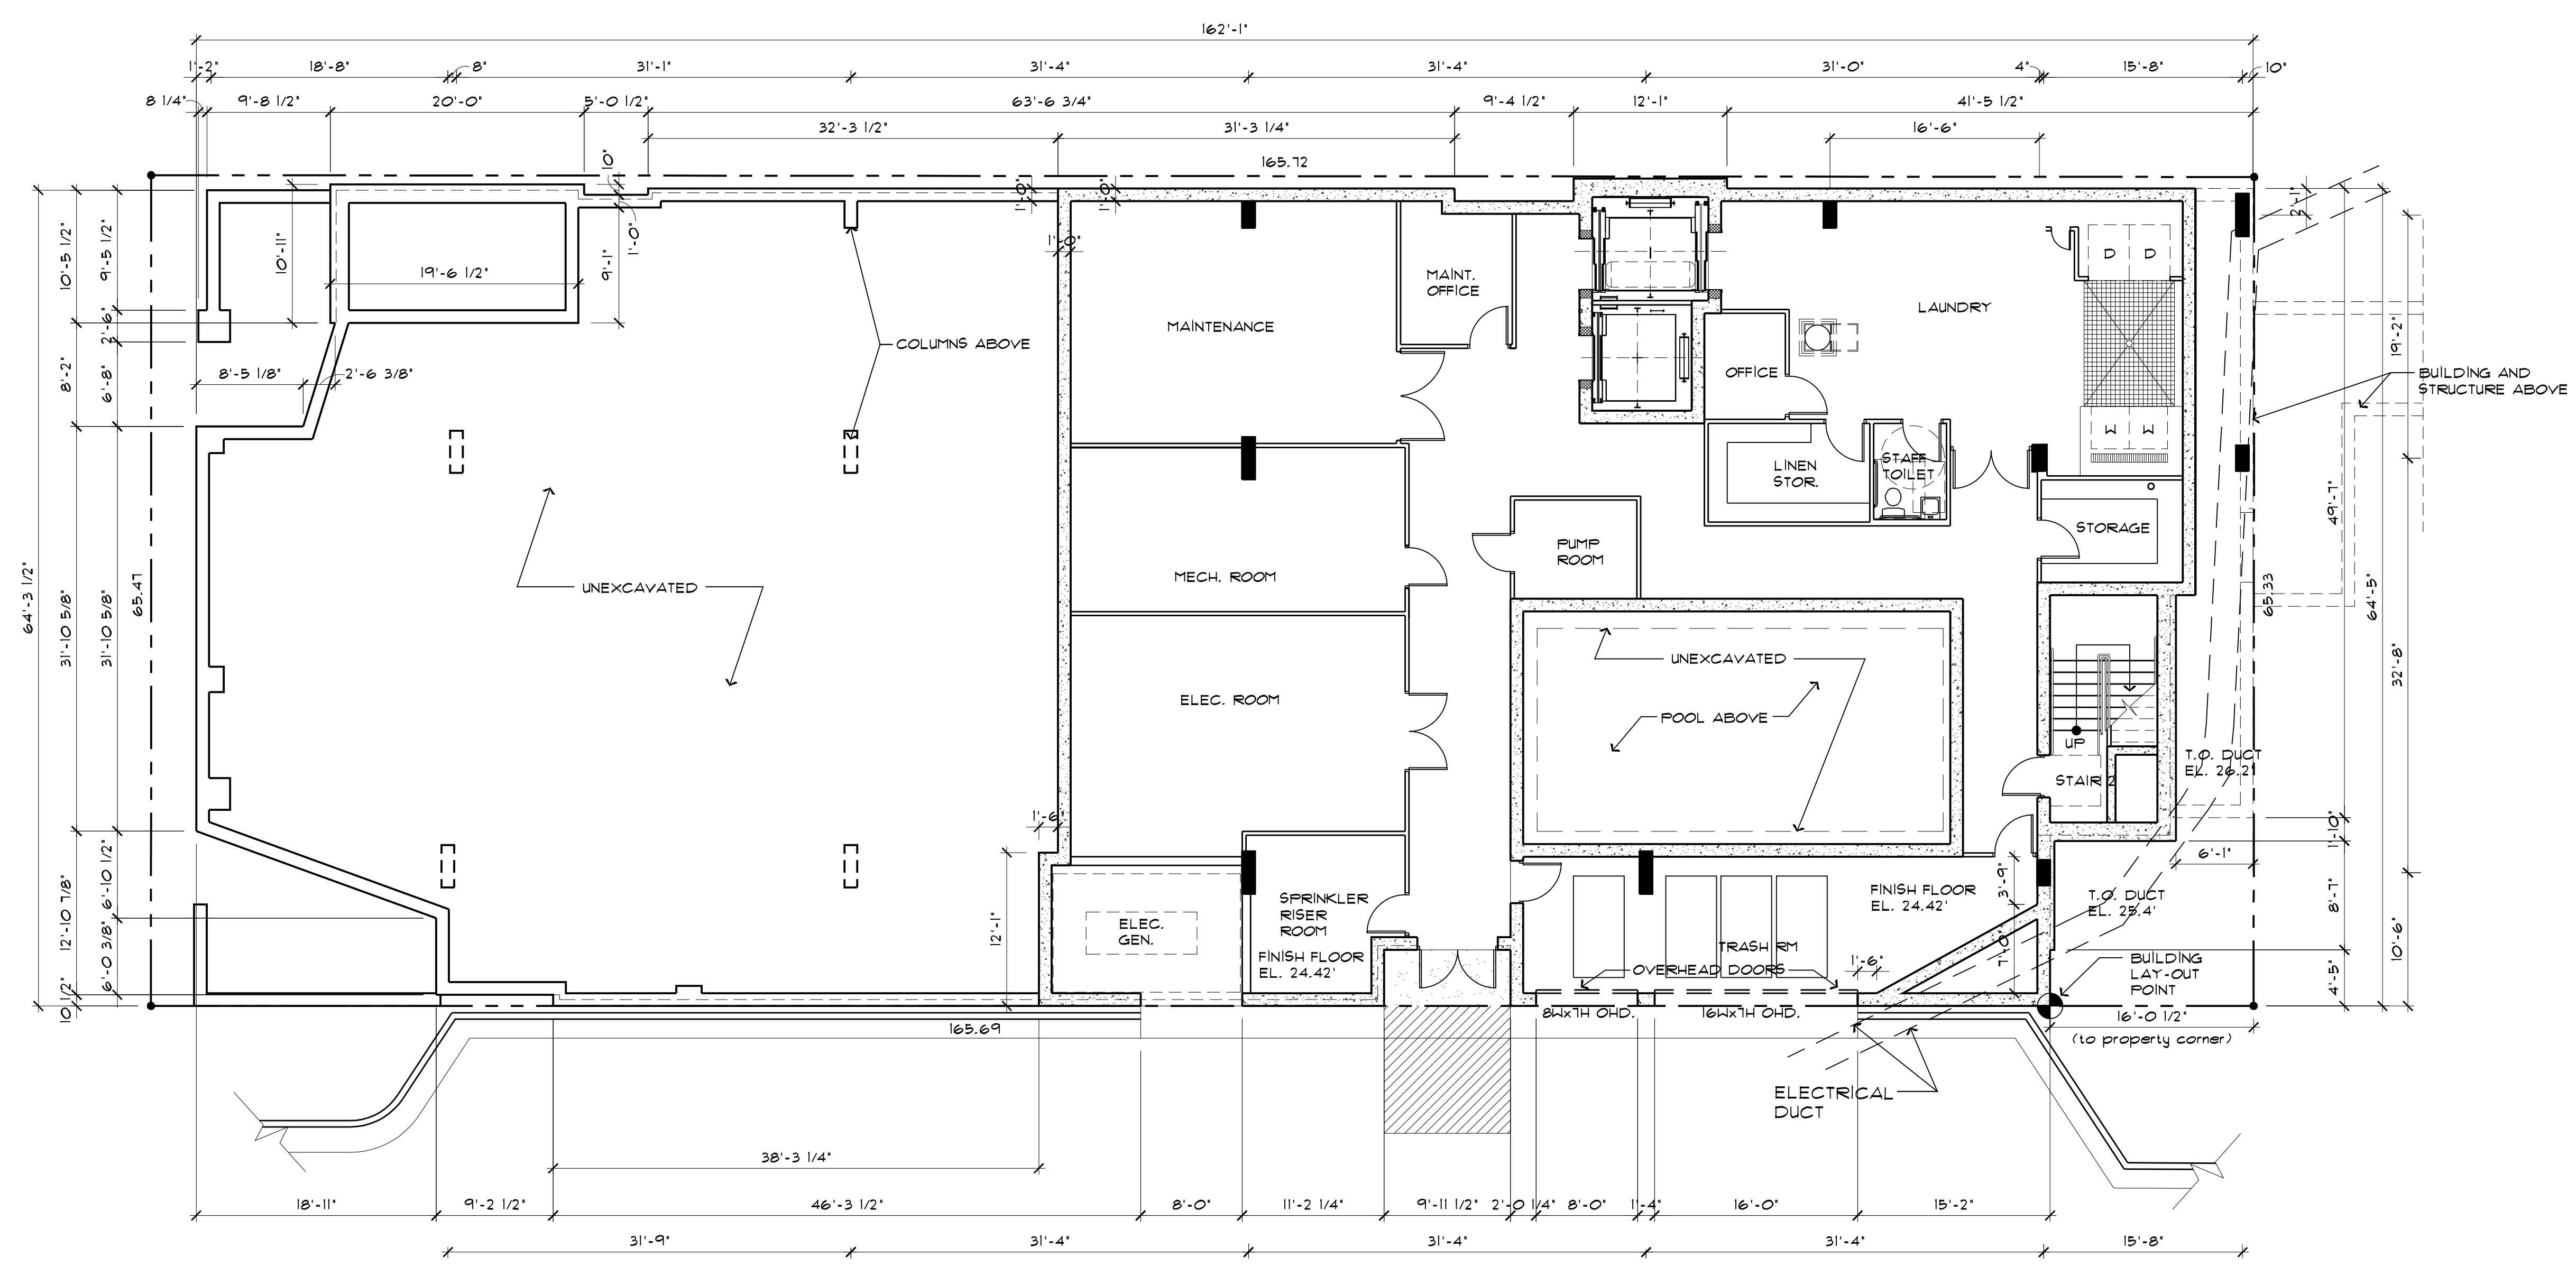 162'-1"
1'-2"
18'-8"
8"
31'-1"
31'-4"
31'-4"
31'-0"
4"
15'-8"
10"
8 1/4"
9'-8 1/2"
20'-0"
5'-0 1/2"
63'-6 3/4"
9'-4 1/2"
12'-1"
41'-5 1/2"
32'-3 1/2"
31'-3 1/4"
16'-6"
165.72
10"
1'-0"
1'-0"
1'-0"
1'-0"
2'-1"
10'-5 1/2"
9'-5 1/2"
10'-11"
19'-6 1/2"
9'-1"
MAINT.
OFFICE
D
D
LAUNDRY
MAINTENANCE
2'-6"
COLUMNS ABOVE
19'-2"
8'-2"
6'-8"
8'-5 1/8"
2'-6 3/8"
OFFICE
BUILDING AND
STRUCTURE ABOVE
W
W
LINEN
STOR.
STAFF
TOILET
49'-7"
STORAGE
PUMP
ROOM
MECH. ROOM
UNEXCAVATED
64'-3 1/2"
31'-10 5/8"
31'-10 5/8"
65.47
65.33
64'-5"
UNEXCAVATED
32'-8"
ELEC. ROOM
POOL ABOVE
UP
STAIR 2
T.O. DUCT
EL. 26.2'
1'-6"
1'-10"
6'-1"
12'-10 7/8"
6'-10 1/2"
12'-1"
SPRINKLER
RISER
ROOM
FINISH FLOOR
EL. 24.42'
ELEC.
GEN.
FINISH FLOOR
EL. 24.42'
3'-9"
T.O. DUCT
EL. 25.4'
8'-7"
10'-6"
TRASH RM
7'-0"
OVERHEAD DOORS
1'-6"
BUILDING
LAY-OUT
POINT
6'-0 3/8"
10 1/2"
4'-5"
8Wx7H OHD.
16Wx7H OHD.
16'-0 1/2"
(to property corner)
165.69
ELECTRICAL
DUCT
38'-3 1/4"
18'-11"
9'-2 1/2"
46'-3 1/2"
8'-0"
11'-2 1/4"
9'-11 1/2"
2'-0 1/4"
8'-0"
1'-4"
16'-0"
15'-2"
31'-9"
31'-4"
31'-4"
31'-4"
15'-8"